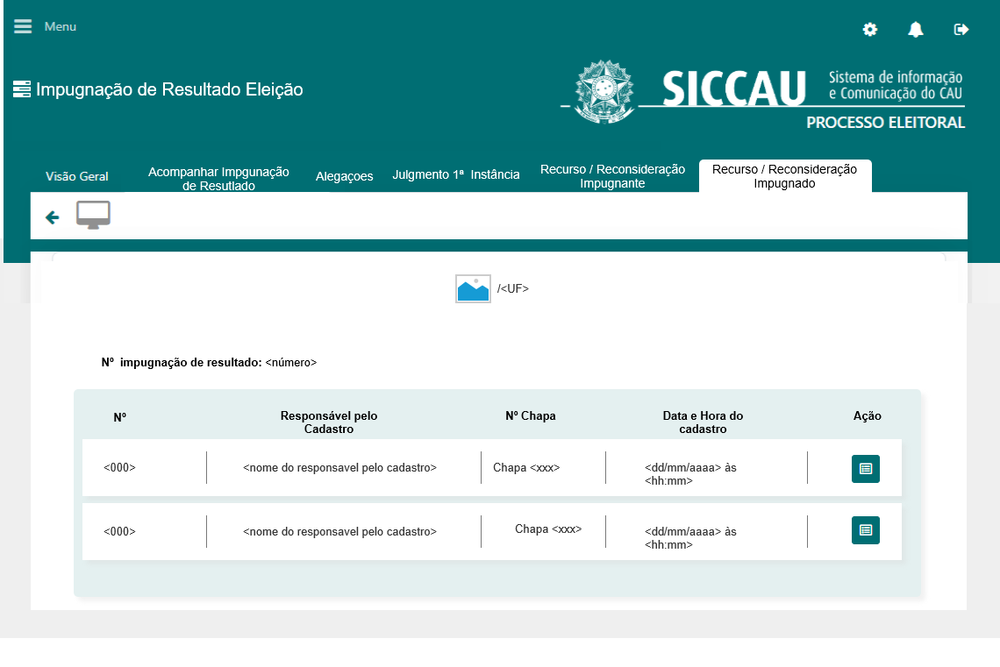 Menu
Impugnação de Resultado Eleição
SICCAU
Sistema de informação
e Comunicação do CAU
PROCESSO ELEITORAL
Visão Geral
Acompanhar Impgunação
de Resutlado
Alegaçoes
Julgmento 1ª Instância
Recurso / Reconsideração
Impugnante
Recurso / Reconsideração
Impugnado
/<UF>
Nº impugnação de resultado: <número>
Nº
Responsável pelo
Cadastro
Nº Chapa
Data e Hora do
cadastro
Ação
<000>
<nome do responsavel pelo cadastro>
Chapa <xxx>
<dd/mm/aaaa> às
<hh:mm>
<000>
<nome do responsavel pelo cadastro>
Chapa <xxx>
<dd/mm/aaaa> às
<hh:mm>